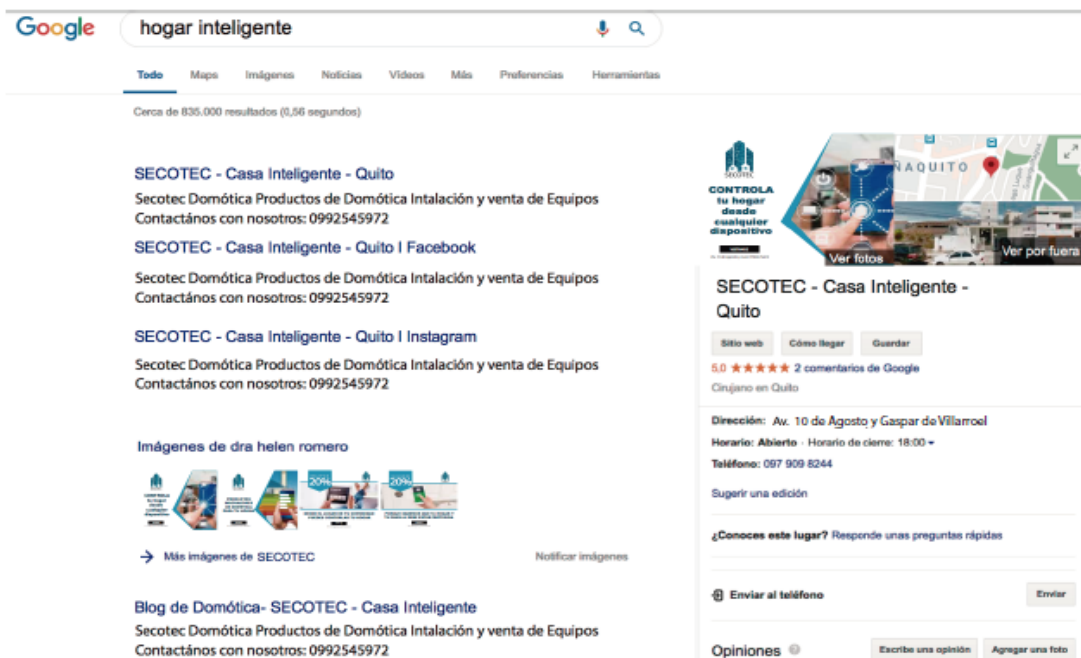 Google
hogar inteligente
Todo Maps Imágenes Noticias Vídeos Más Preferencias Herramientas
Cerca de 835.000 resultados (0,56 segundos)
SECOTEC - Casa Inteligente - Quito
Secotec Domótica Productos de Domótica Intalación y venta de Equipos
Contactános con nosotros: 0992545972
SECOTEC - Casa Inteligente - Quito I Facebook
Secotec Domótica Productos de Domótica Intalación y venta de Equipos
Contactános con nosotros: 0992545972
SECOTEC - Casa Inteligente - Quito I Instagram
Secotec Domótica Productos de Domótica Intalación y venta de Equipos
Contactános con nosotros: 0992545972
Imágenes de dra helen romero
20%
20%
Más imágenes de SECOTEC
Notificar imágenes
Blog de Domótica- SECOTEC - Casa Inteligente
Secotec Domótica Productos de Domótica Intalación y venta de Equipos
Contactános con nosotros: 0992545972
SECOTEC
CONTROLA
tu hogar
desde
cualquier
dispositivo
Ver fotos
ÑAQUITO
Ver por fuera
SECOTEC - Casa Inteligente -
Quito
Sitio web Cómo llegar Guardar
5,0 ★★★★★ 2 comentarios de Google
Cirujano en Quito
Dirección: Av. 10 de Agosto y Gaspar de Villarroel
Horario: Abierto · Horario de cierre: 18:00
Teléfono: 097 909 8244
Sugerir una edición
¿Conoces este lugar? Responde unas preguntas rápidas
Enviar al teléfono
Enviar
Opiniones
Escribe una opinión Agregar una foto